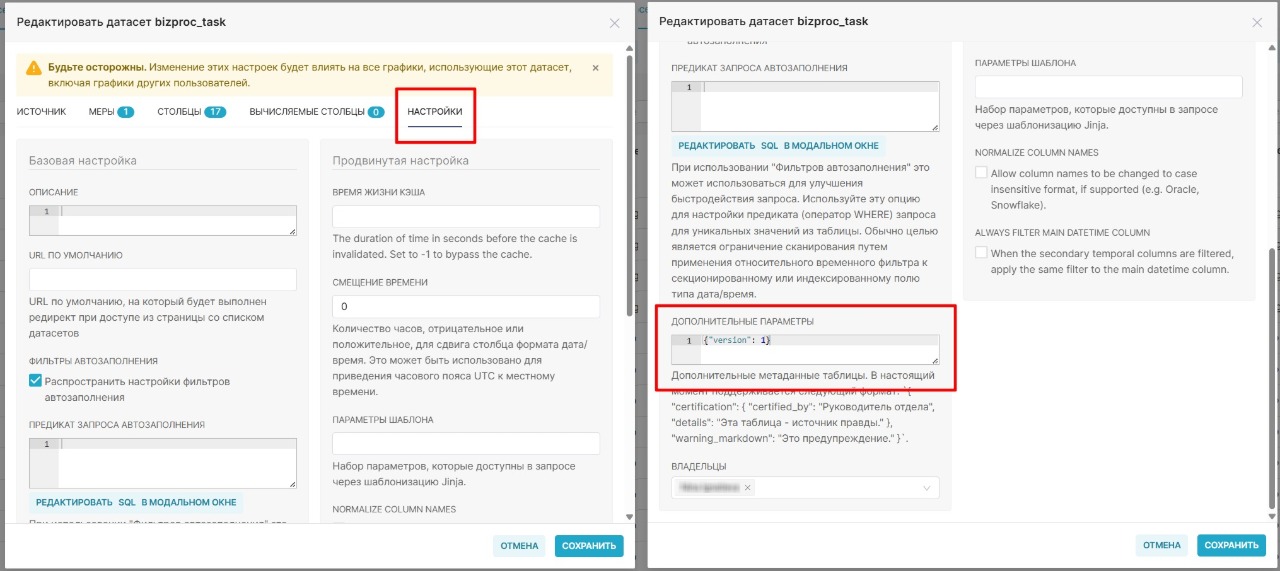 Редактировать датасет bizproc_task
Будьте осторожны. Изменение этих настроек будет влиять на все графики, использующие этот датасет,
включая графики других пользователей.
ИСТОЧНИК
МЕРЫ 1
СТОЛБЦЫ 17
ВЫЧИСЛЯЕМЫЕ СТОЛБЦЫ 0
НАСТРОЙКИ
Базовая настройка
ОПИСАНИЕ
1
URL ПО УМОЛЧАНИЮ
URL по умолчанию, на который будет выполнен
редирект при доступе из страницы со списком
датасетов
ФИЛЬТРЫ АВТОЗАПОЛНЕНИЯ
Распространить настройки фильтров
автозаполнения
ПРЕДИКАТ ЗАПРОСА АВТОЗАПОЛНЕНИЯ
1
РЕДАКТИРОВАТЬ SQL В МОДАЛЬНОМ ОКНЕ
При использовании "Фильтров автозаполнения" это
Продвинутая настройка
ВРЕМЯ ЖИЗНИ КЭША
The duration of time in seconds before the cache is
invalidated. Set to -1 to bypass the cache.
СМЕЩЕНИЕ ВРЕМЕНИ
0
Количество часов, отрицательное или
положительное, для сдвига столбца формата дата/
время. Это может быть использовано для
приведения часового пояса UTC к местному
времени.
ПАРАМЕТРЫ ШАБЛОНА
Набор параметров, которые доступны в запросе
через шаблонизацию Jinja.
NORMALIZE COLUMN NAMES
ОТМЕНА
СОХРАНИТЬ
Редактировать датасет bizproc_task
автозаполнения
ПРЕДИКАТ ЗАПРОСА АВТОЗАПОЛНЕНИЯ
1
РЕДАКТИРОВАТЬ SQL В МОДАЛЬНОМ ОКНЕ
При использовании "Фильтров автозаполнения" это
может использоваться для улучшения
быстродействия запроса. Используйте эту опцию
для настройки предиката (оператор WHERE) запроса
для уникальных значений из таблицы. Обычно целью
является ограничение сканирования путем
применения относительного временного фильтра к
секционированному или индексированному полю
типа дата/время.
ДОПОЛНИТЕЛЬНЫЕ ПАРАМЕТРЫ
1 {"version": 1}
Дополнительные метаданные таблицы. В настоящий
момент поддерживается следующий формат: `{
"certification": { "certified_by": "Руководитель отдела",
"details": "Эта таблица - источник правды." },
"warning_markdown": "Это предупреждение." }`.
ВЛАДЕЛЬЦЫ
ПАРАМЕТРЫ ШАБЛОНА
Набор параметров, которые доступны в запросе
через шаблонизацию Jinja.
NORMALIZE COLUMN NAMES
Allow column names to be changed to case
insensitive format, if supported (e.g. Oracle,
Snowflake).
ALWAYS FILTER MAIN DATETIME COLUMN
When the secondary temporal columns are filtered,
apply the same filter to the main datetime column.
ОТМЕНА
СОХРАНИТЬ